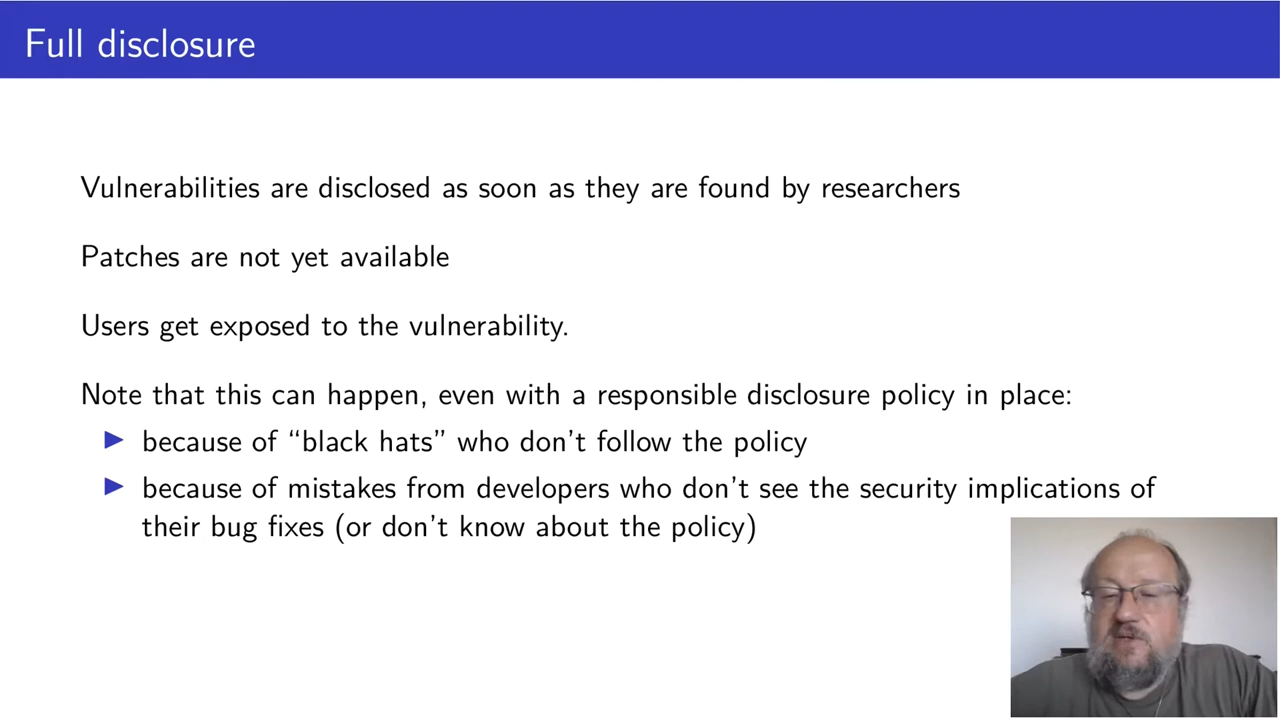 Full disclosure
Vulnerabilities are disclosed as soon as they are found by researchers
Patches are not yet available
Users get exposed to the vulnerability.
Note that this can happen, even with a responsible disclosure policy in place:
because of “black hats” who don’t follow the policy
because of mistakes from developers who don’t see the security implications of
their bug fixes (or don’t know about the policy)